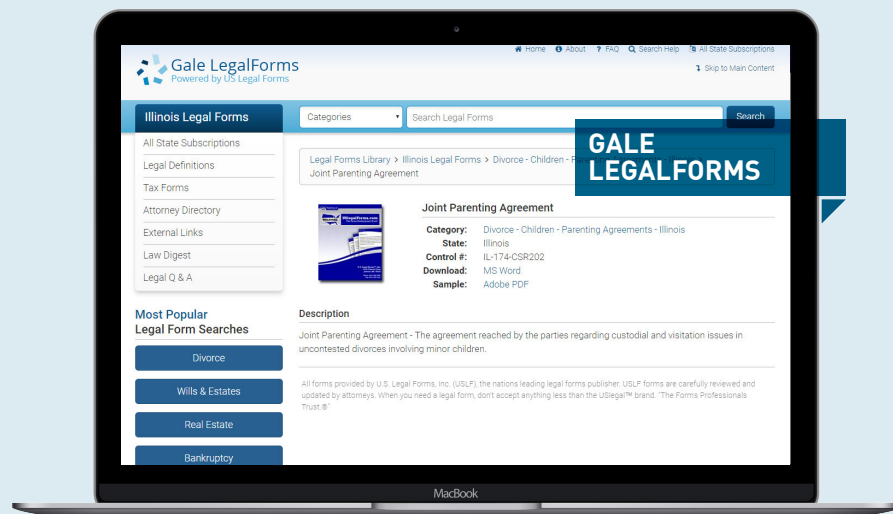 Home About ? FAQ Search Help All State Subscriptions
Gale LegalForms
Powered by US Legal Forms
Skip to Main Content
Illinois Legal Forms
Categories
Search Legal Forms
Search
GALE
LEGALFORMS
All State Subscriptions
Legal Definitions
Tax Forms
Attorney Directory
External Links
Law Digest
Legal Q & A
Legal Forms Library > Illinois Legal Forms > Divorce - Children -
Joint Parenting Agreement
USlegalforms.com
Joint Parenting Agreement
Category: Divorce - Children - Parenting Agreements - Illinois
State: Illinois
Control #: IL-174-CSR202
Download: MS Word
Sample: Adobe PDF
Most Popular
Legal Form Searches
Divorce
Wills & Estates
Real Estate
Bankruptcy
Description
Joint Parenting Agreement - The agreement reached by the parties regarding custodial and visitation issues in
uncontested divorces involving minor children.
All forms provided by U.S. Legal Forms, Inc. (USLF), the nations leading legal forms publisher. USLF forms are carefully reviewed and
updated by attorneys. When you need a legal form, don't accept anything less than the USlegal™ brand. "The Forms Professionals
Trust.®"
MacBook